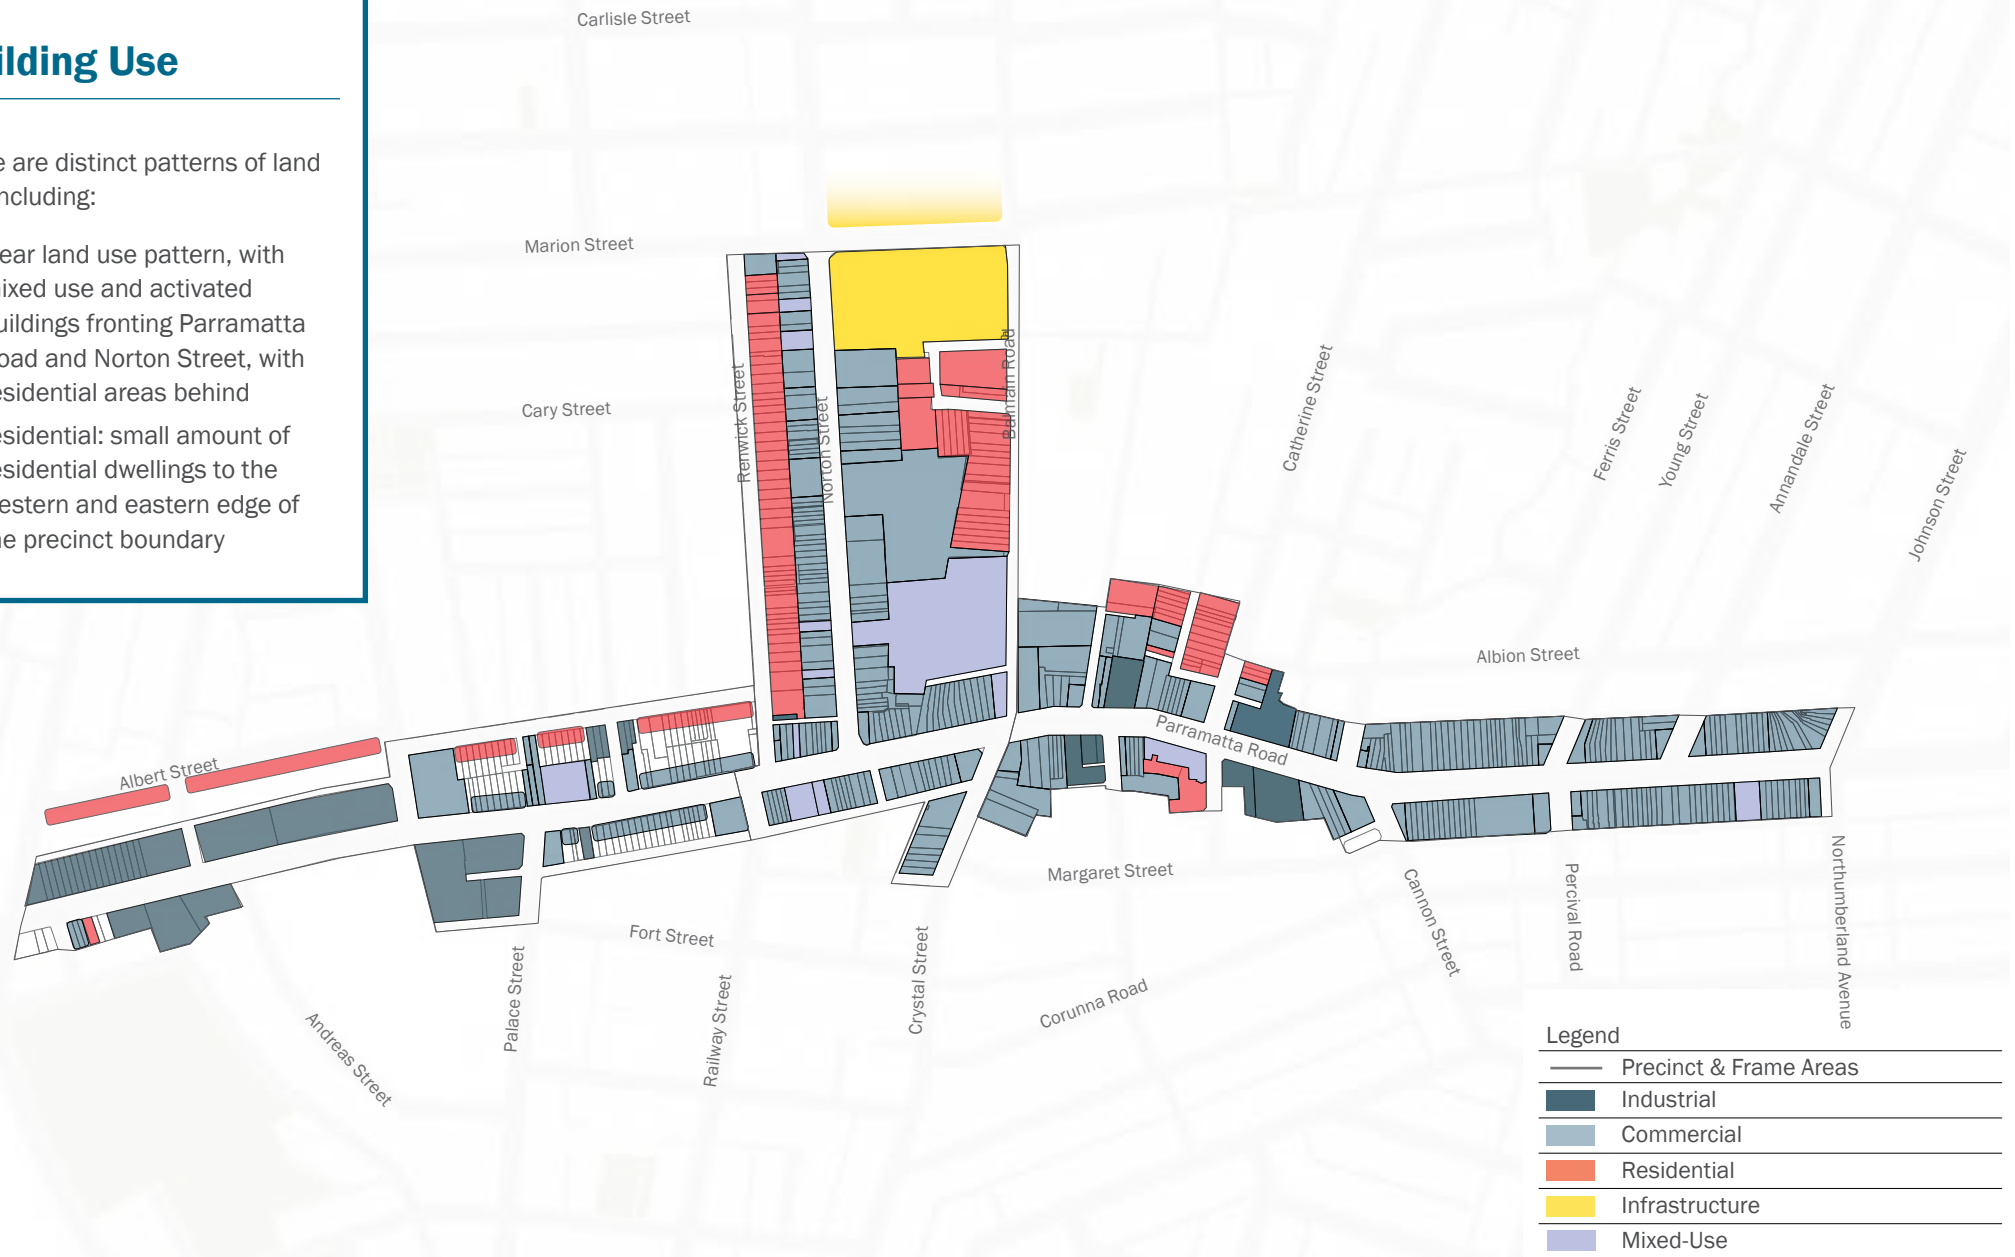 ilding Use
e are distinct patterns of land
ncluding:
ear land use pattern, with
ixed use and activated
uildings fronting Parramatta
oad and Norton Street, with
esidential areas behind
esidential: small amount of
esidential dwellings to the
estern and eastern edge of
e precinct boundary
Carlisle Street
Marion Street
Cary Street
Renwick Street
Norton Street
Balmain Road
Catherine Street
Ferris Street
Young Street
Annandale Street
Johnson Street
Albion Street
Albert Street
Parramatta Road
Margaret Street
Fort Street
Palace Street
Railway Street
Crystal Street
Corunna Road
Andreas Street
Cannon Street
Percival Road
Northumberland Avenue
Legend
Precinct & Frame Areas
Industrial
Commercial
Residential
Infrastructure
Mixed-Use